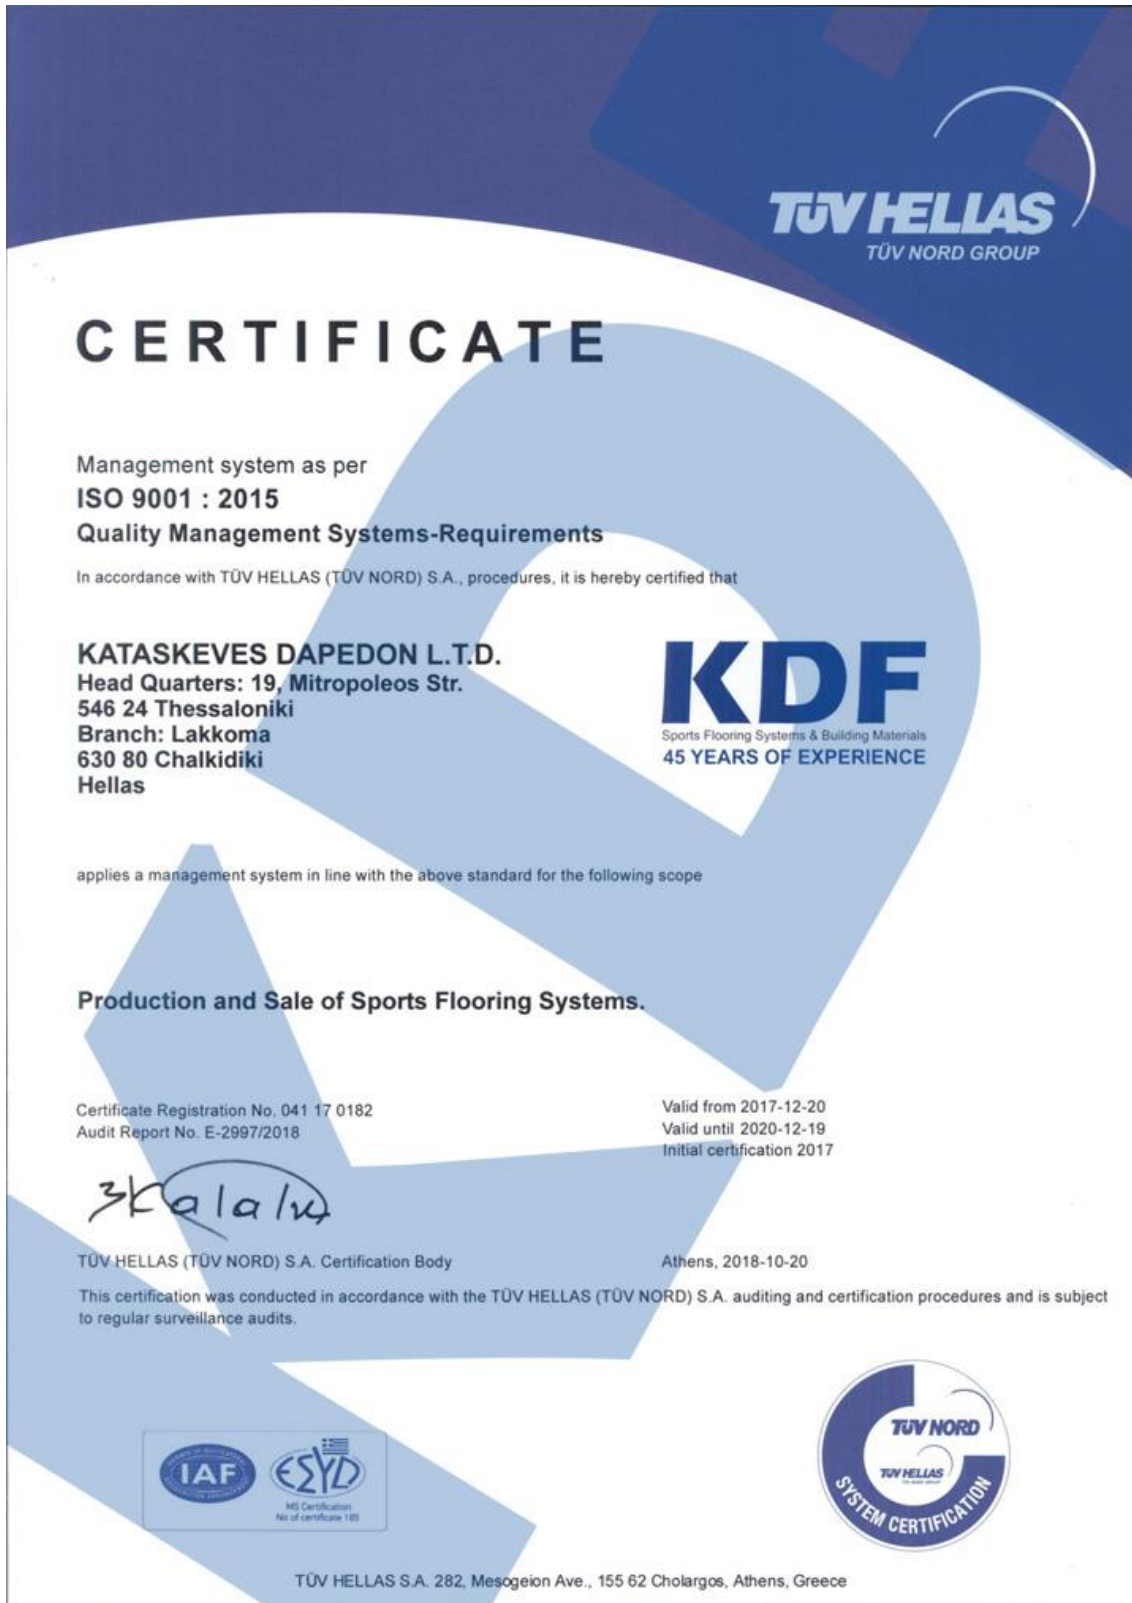 TÜV HELLAS
TÜV NORD GROUP
CERTIFICATE
Management system as per
ISO 9001 : 2015
Quality Management Systems-Requirements
In accordance with TÜV HELLAS (TÜV NORD) S.A., procedures, it is hereby certified that
KATASKEVES DAPEDON L.T.D.
Head Quarters: 19, Mitropoleos Str.
546 24 Thessaloniki
Branch: Lakkoma
630 80 Chalkidiki
Hellas
KDF
Sports Flooring Systems & Building Materials
45 YEARS OF EXPERIENCE
applies a management system in line with the above standard for the following scope
Production and Sale of Sports Flooring Systems.
Certificate Registration No. 041 17 0182
Audit Report No. E-2997/2018
Valid from 2017-12-20
Valid until 2020-12-19
Initial certification 2017
TÜV HELLAS (TÜV NORD) S.A. Certification Body
Athens, 2018-10-20
This certification was conducted in accordance with the TÜV HELLAS (TÜV NORD) S.A. auditing and certification procedures and is subject
to regular surveillance audits.
IAF
ESYD
MS Certification
No of certificate 185
TÜV NORD
TÜV HELLAS
SYSTEM CERTIFICATION
TÜV HELLAS S.A. 282, Mesogeion Ave., 155 62 Cholargos, Athens, Greece